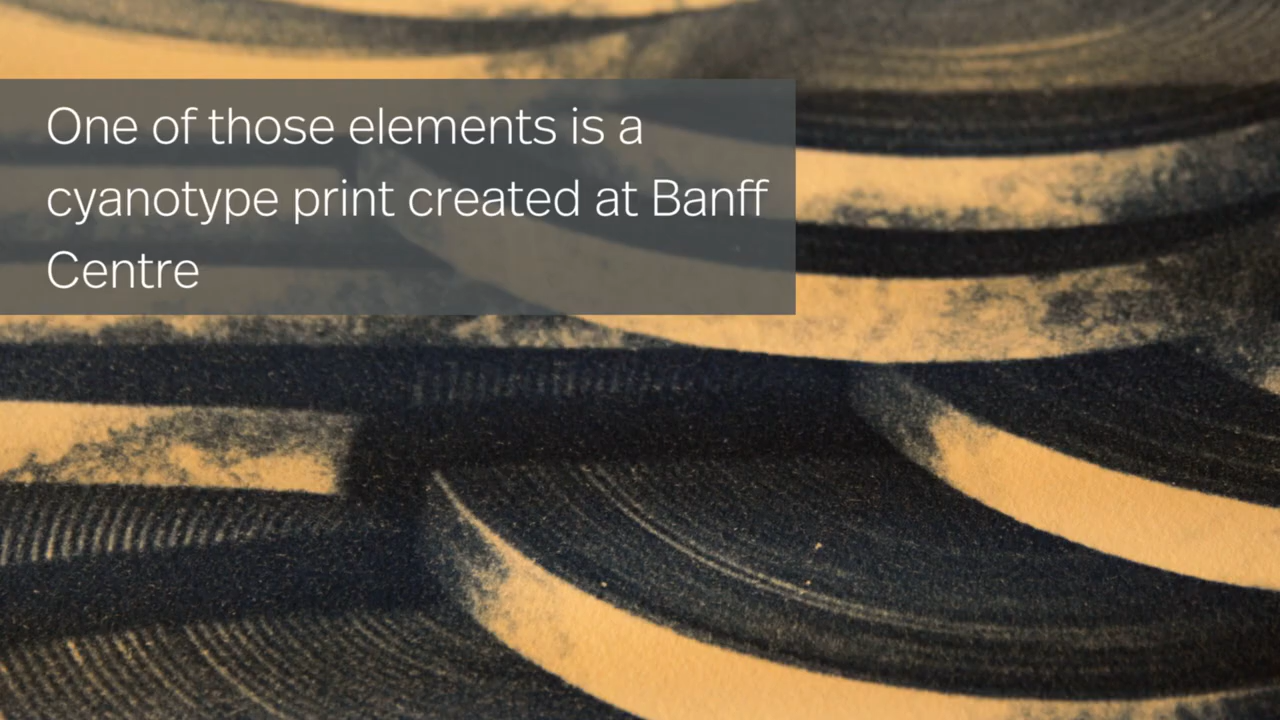 One of those elements is a
cyanotype print created at Banff
Centre